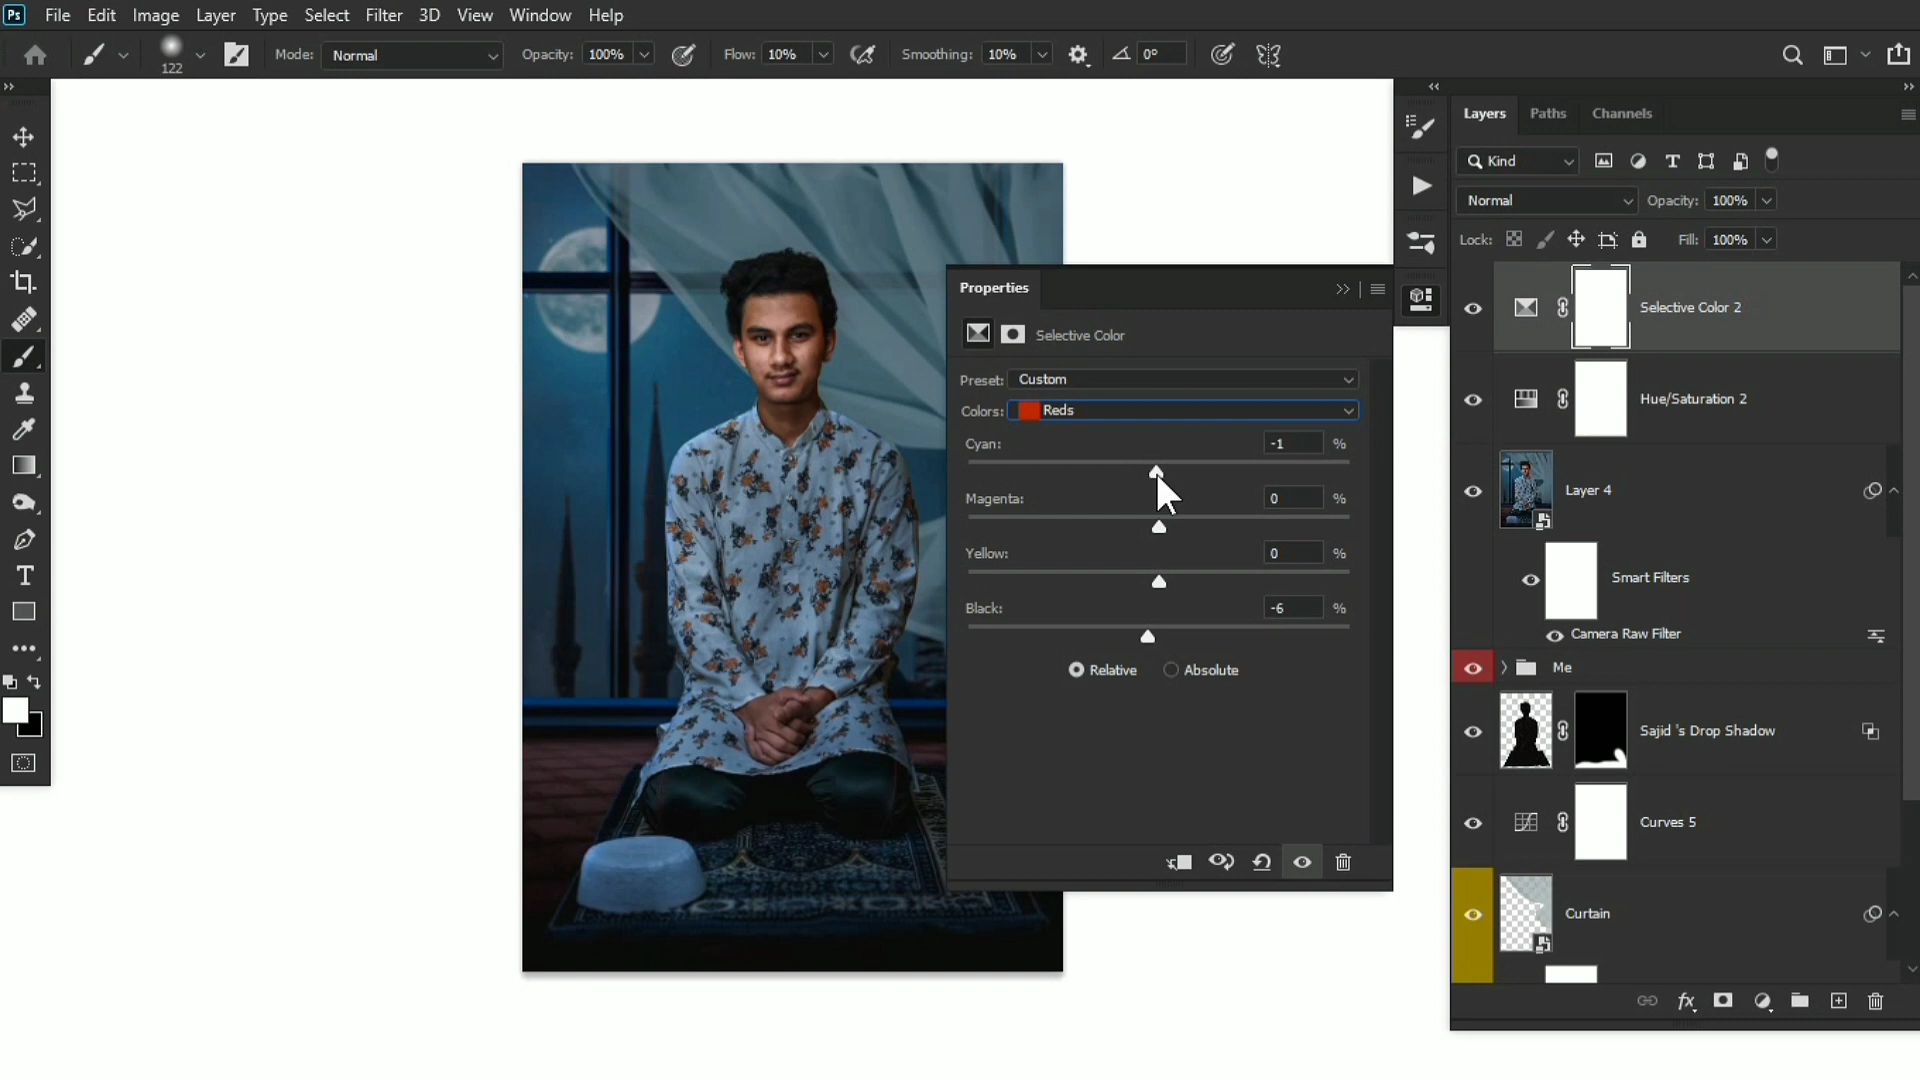 Ps File Edit Image Layer Type Select Filter 3D View Window Help
122 Mode: Normal Opacity: 100% Flow: 10% Smoothing: 10% 0°
Layers Paths Channels
Kind
Normal Opacity: 100%
Lock: Fill: 100%
Selective Color 2
Hue/Saturation 2
Layer 4
Smart Filters
Camera Raw Filter
Me
Sajid 's Drop Shadow
Curves 5
Curtain
fx
Properties
Selective Color
Preset: Custom
Colors: Reds
Cyan: -1 %
Magenta: 0 %
Yellow: 0 %
Black: -6 %
Relative Absolute